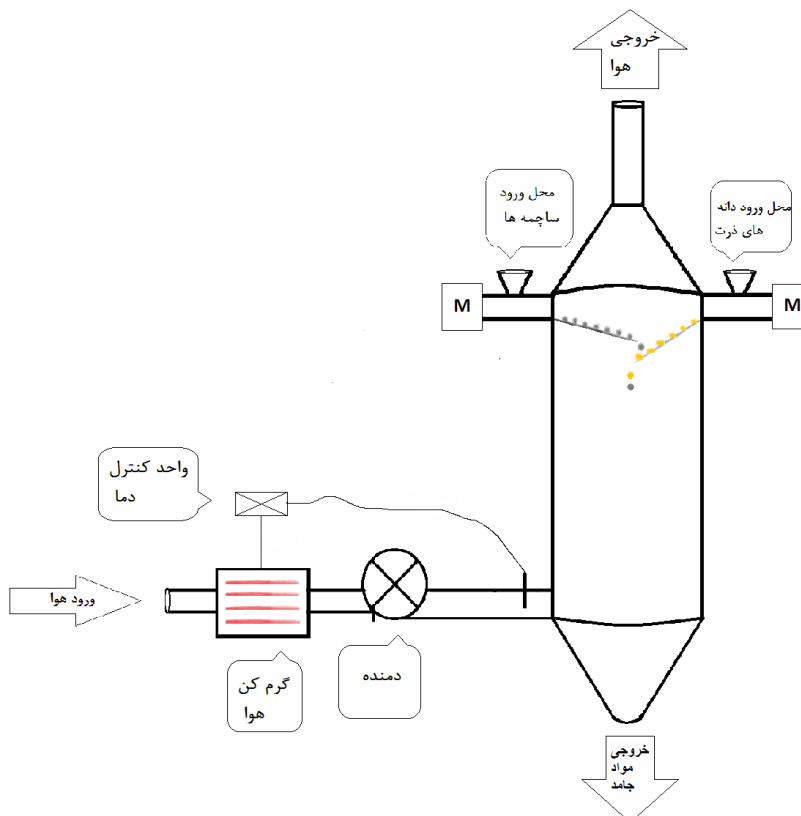 خروجی
هوا
محل ورود
ساچمه ها
محل ورود دانه
های ذرت
M
M
واحد کنترل
دما
ورود هوا
گرم کن
هوا
دمنده
خروجی
مواد
جامد